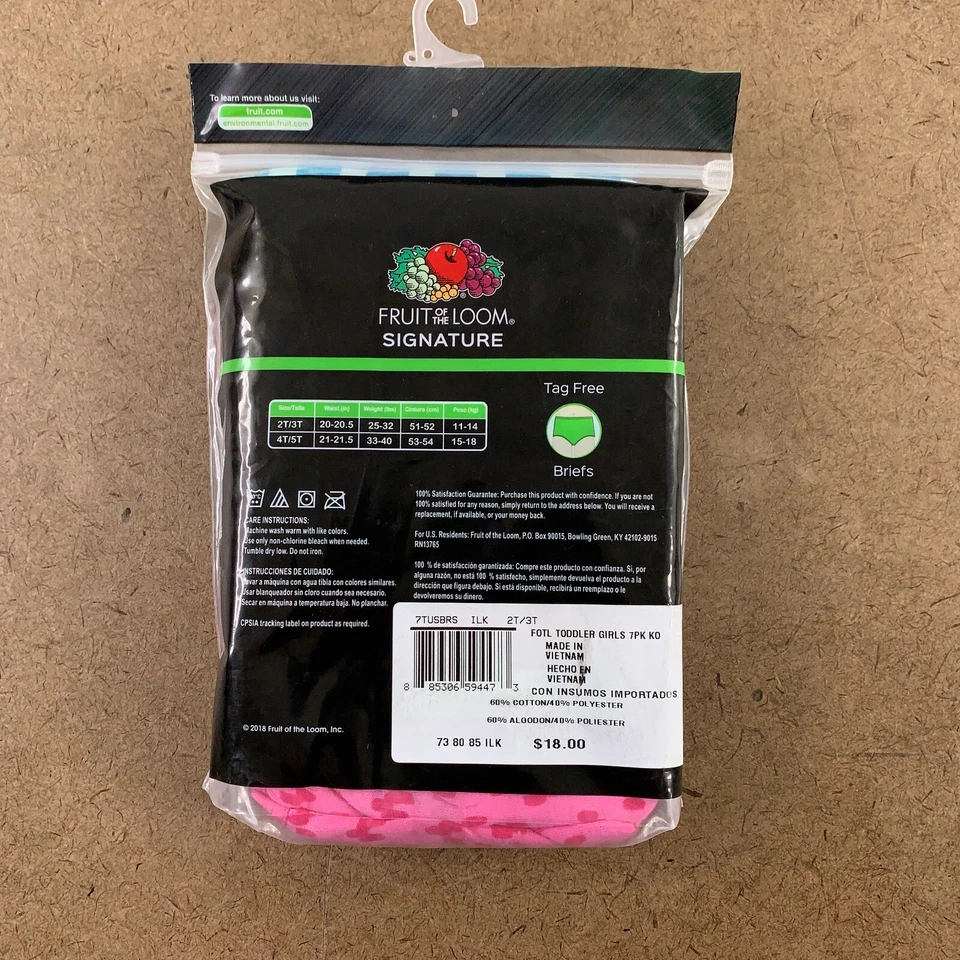 To learn more about us visit:
fruit.com
environmental.fruit.com
FRUIT OF THE LOOM®
SIGNATURE
Tag Free
Briefs
Size/Talla Waist (in) Weight (lbs) Cintura (cm) Peso (kg)
2T/3T 20-20.5 25-32 51-52 11-14
4T/5T 21-21.5 33-40 53-54 15-18
CARE INSTRUCTIONS:
Machine wash warm with like colors.
Use only non-chlorine bleach when needed.
Tumble dry low. Do not iron.
INSTRUCCIONES DE CUIDADO:
Lavar a máquina con agua tibia con colores similares.
Usar blanqueador sin cloro cuando sea necesario.
Secar en máquina a temperatura baja. No planchar.
CPSIA tracking label on product as required.
© 2018 Fruit of the Loom, Inc.
100% Satisfaction Guarantee: Purchase this product with confidence. If you are not
100% satisfied for any reason, simply return to the address below. You will receive a
replacement, if available, or your money back.
For U.S. Residents: Fruit of the Loom, P.O. Box 90015, Bowling Green, KY 42102-9015
RN13765
100 % de satisfacción garantizada: Compre este producto con confianza. Si, por
alguna razón, no está 100 % satisfecho, simplemente devuelva el producto a la
dirección que figura debajo. Si está disponible, recibirá un reemplazo o le
devolveremos su dinero.
7TUSBRS ILK 2T/3T
FOTL TODDLER GIRLS 7PK KO
MADE IN
VIETNAM
HECHO EN
VIETNAM
8 85306 59447 3
CON INSUMOS IMPORTADOS
60% COTTON/40% POLYESTER
60% ALGODON/40% POLIESTER
73 80 85 ILK $18.00